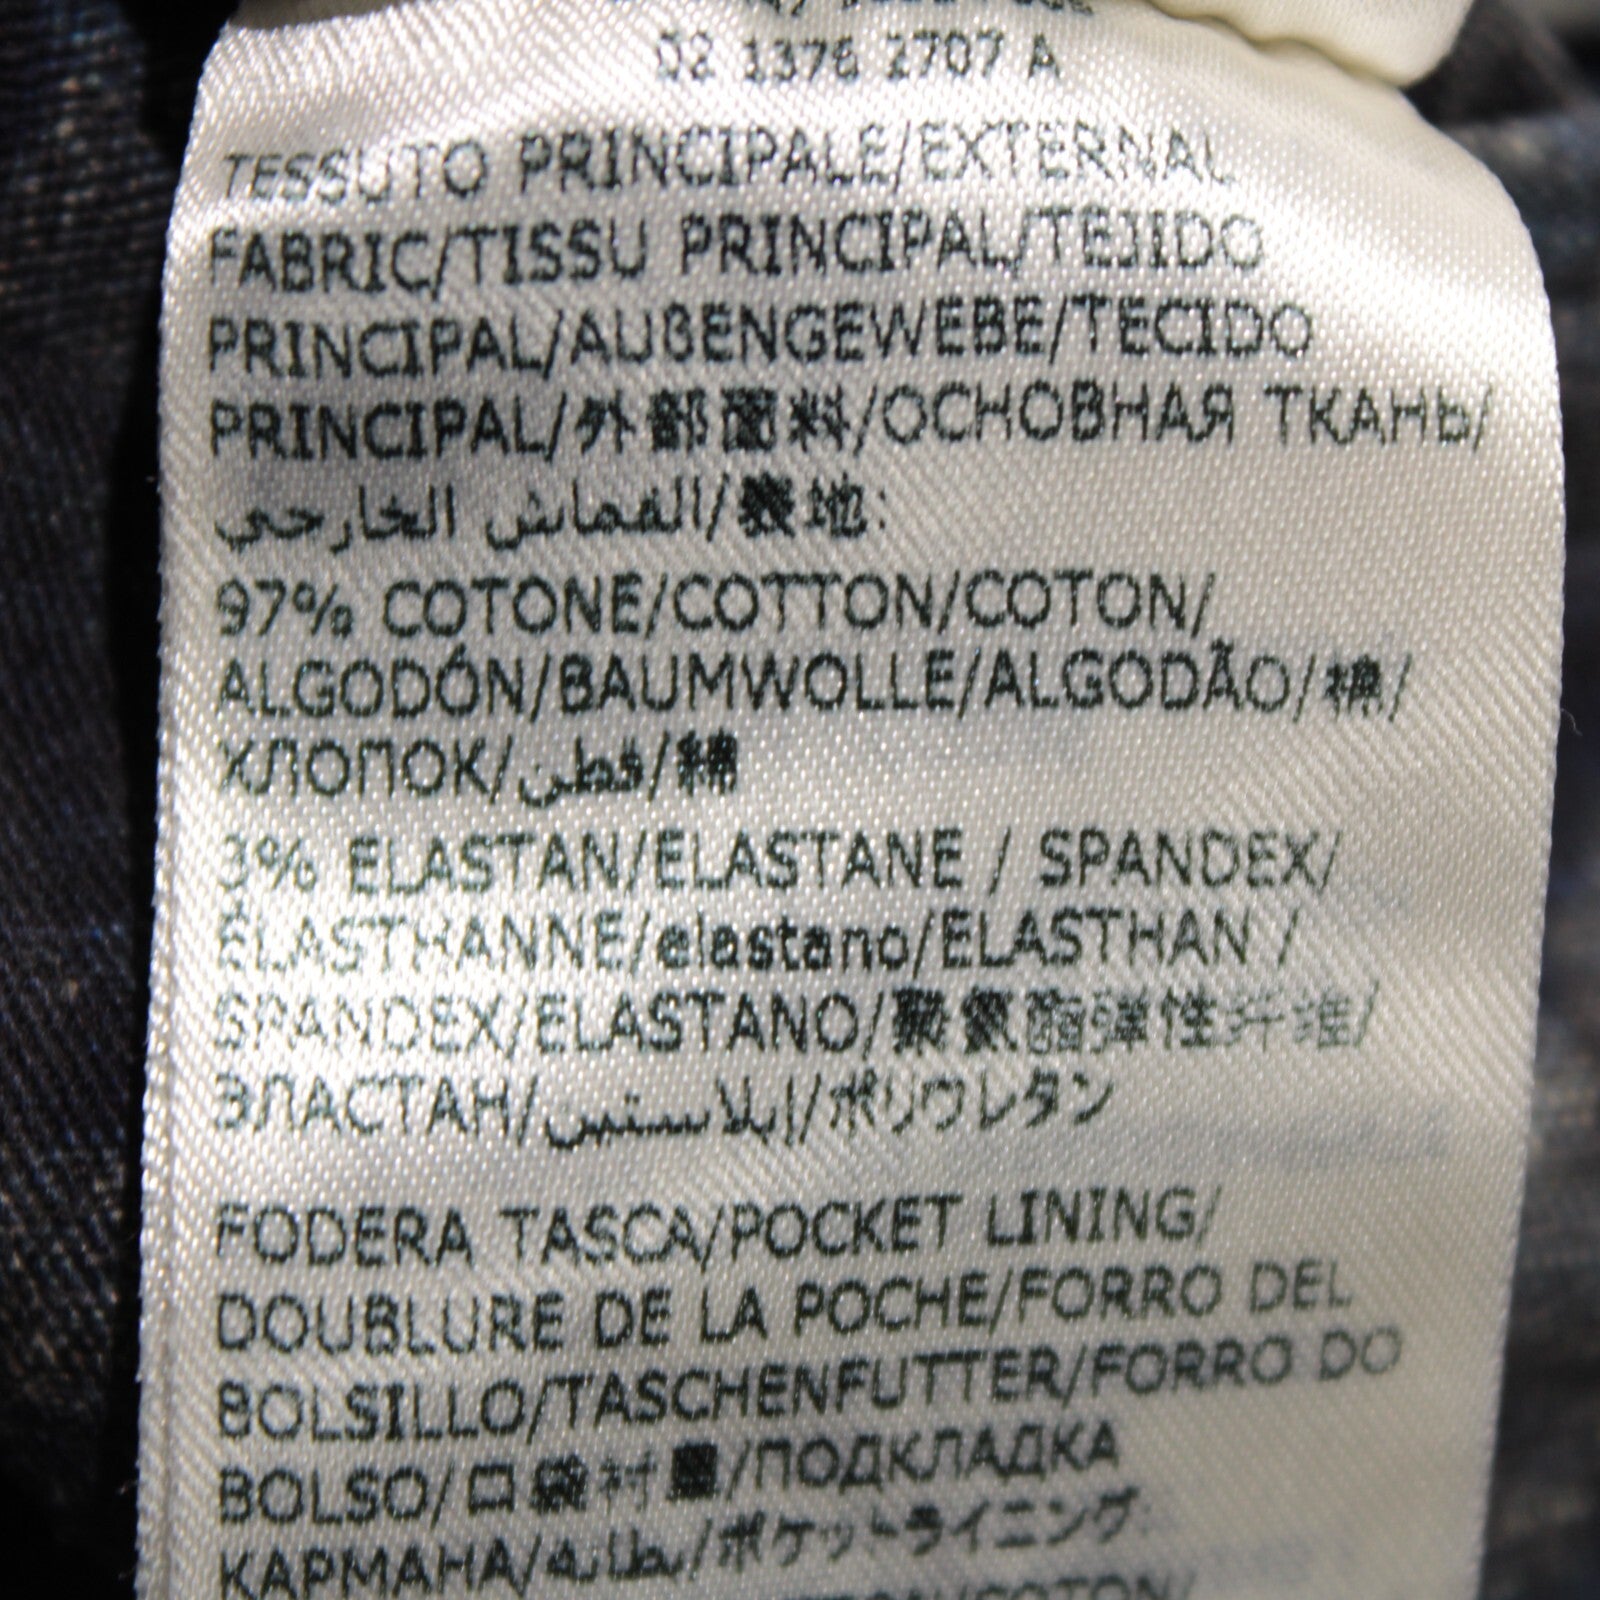 02 1376 2707 A
TESSUTO PRINCIPALE/EXTERNAL
FABRIC/TISSU PRINCIPAL/TEJIDO
PRINCIPAL/AUßENGEWEBE/TECIDO
PRINCIPAL/外部面料/ОСНОВНАЯ ТКАНЬ/
القماش الخارجي/表地:
97% COTONE/COTTON/COTON/
ALGODÓN/BAUMWOLLE/ALGODÃO/棉/
ХЛОПОК/قطن/綿
3% ELASTAN/ELASTANE / SPANDEX/
ÉLASTHANNE/elastano/ELASTHAN /
SPANDEX/ELASTANO/聚氨酯弹性纤维/
ЭЛАСТАН/إيلاستين/ポリウレタン
FODERA TASCA/POCKET LINING/
DOUBLURE DE LA POCHE/FORRO DEL
BOLSILLO/TASCHENFUTTER/FORRO DO
BOLSO/口袋衬里/ПОДКЛАДКА
КАРМАНА/بطانة/ポケットライニング: